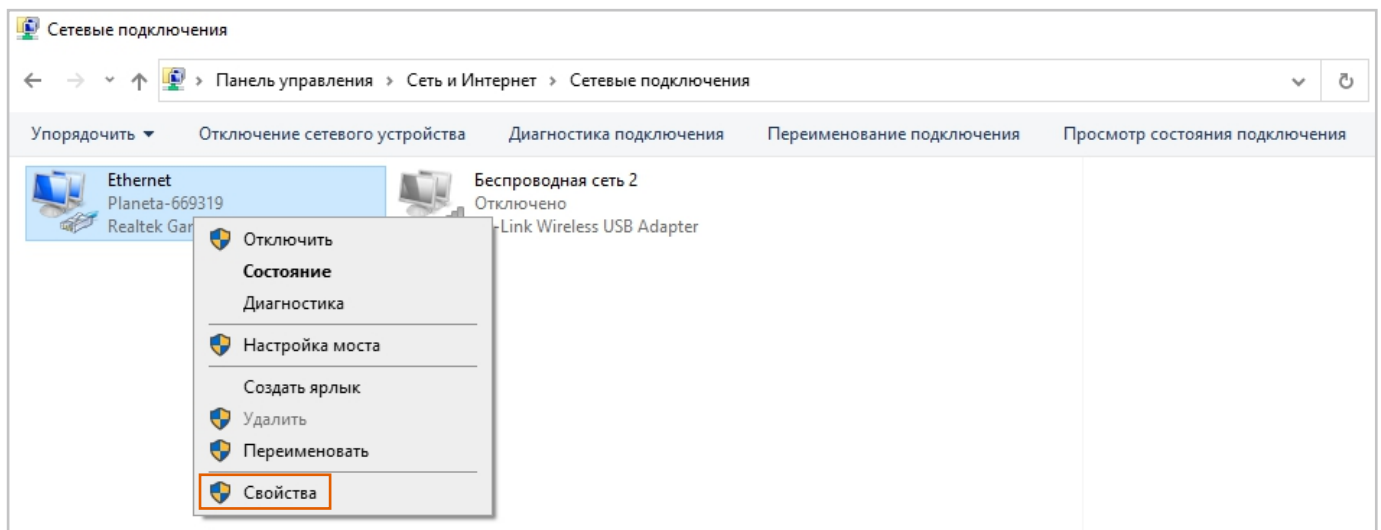 Сетевые подключения
Панель управления > Сеть и Интернет > Сетевые подключения
Упорядочить Отключение сетевого устройства Диагностика подключения Переименование подключения Просмотр состояния подключения
Ethernet
Planeta-669319
Realtek Gar
Беспроводная сеть 2
Отключено
-Link Wireless USB Adapter
Отключить
Состояние
Диагностика
Настройка моста
Создать ярлык
Удалить
Переименовать
Свойства